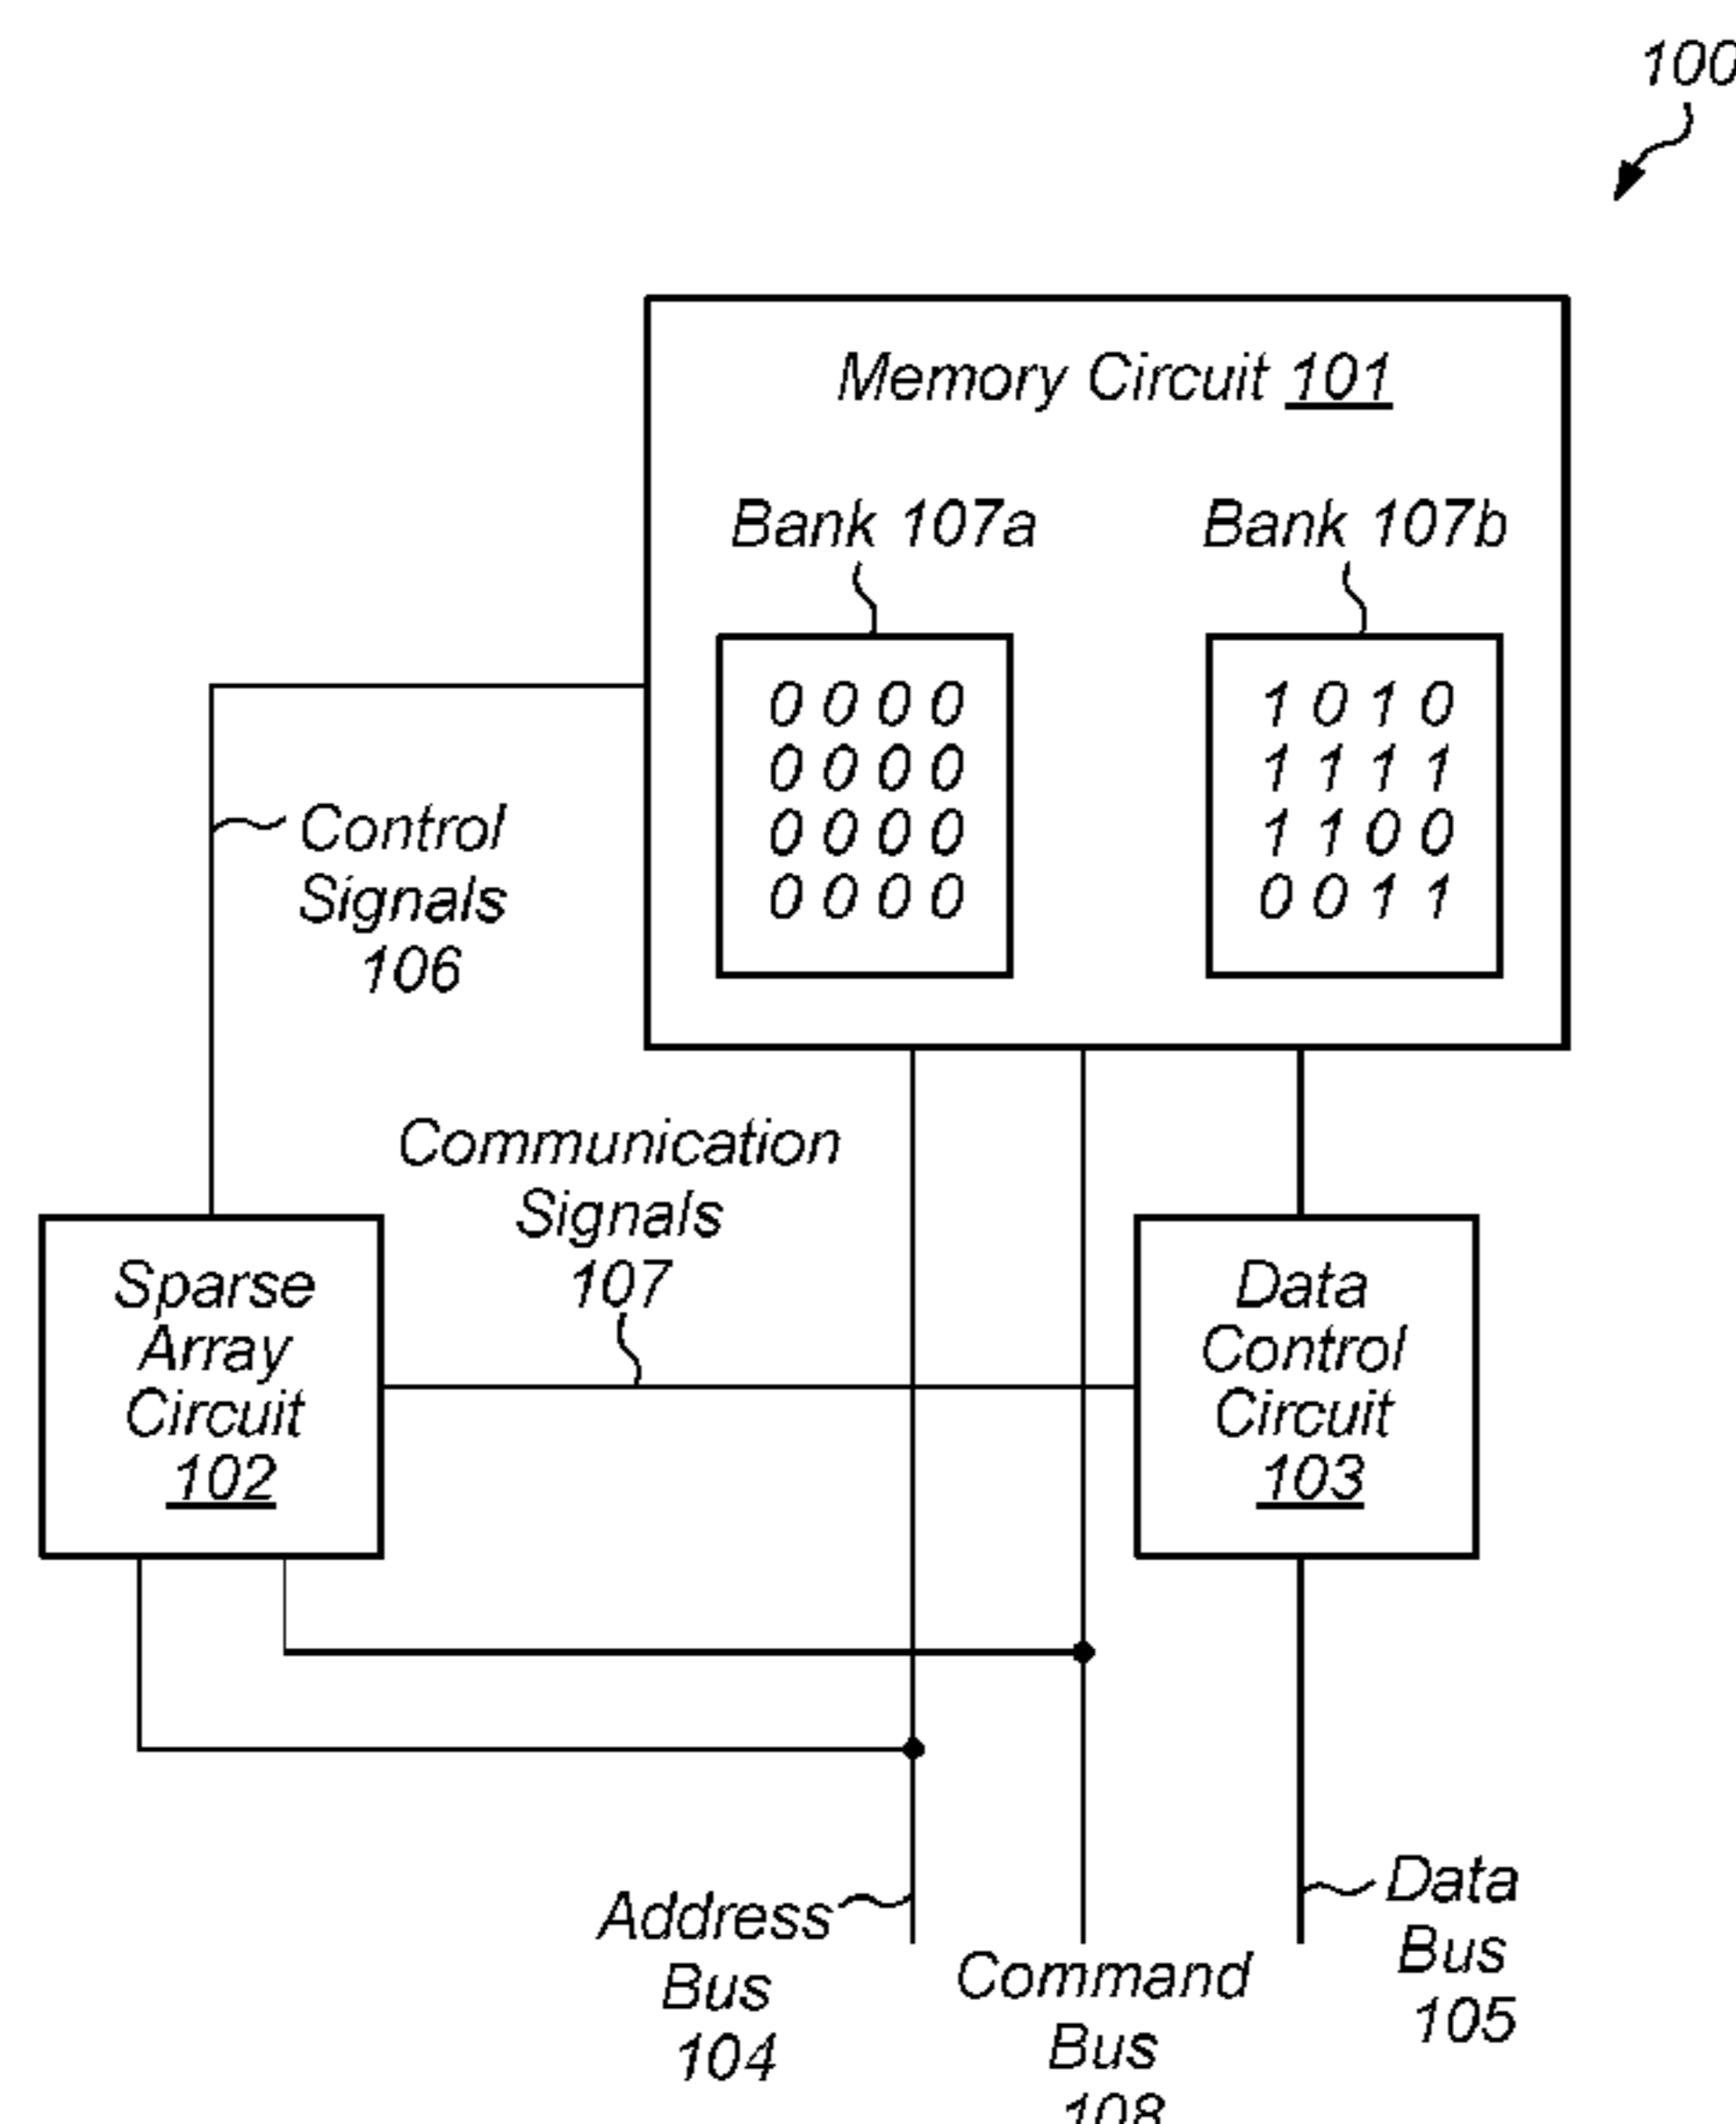 100
Memory Circuit 101
Bank 107a
Bank 107b
0 0 0 0
0 0 0 0
0 0 0 0
0 0 0 0
1 0 1 0
1 1 1 1
1 1 0 0
0 0 1 1
Control
Signals
106
Communication
Signals
107
Sparse
Array
Circuit
102
Data
Control
Circuit
103
Address
Bus
104
Command
Bus
108
Data
Bus
105